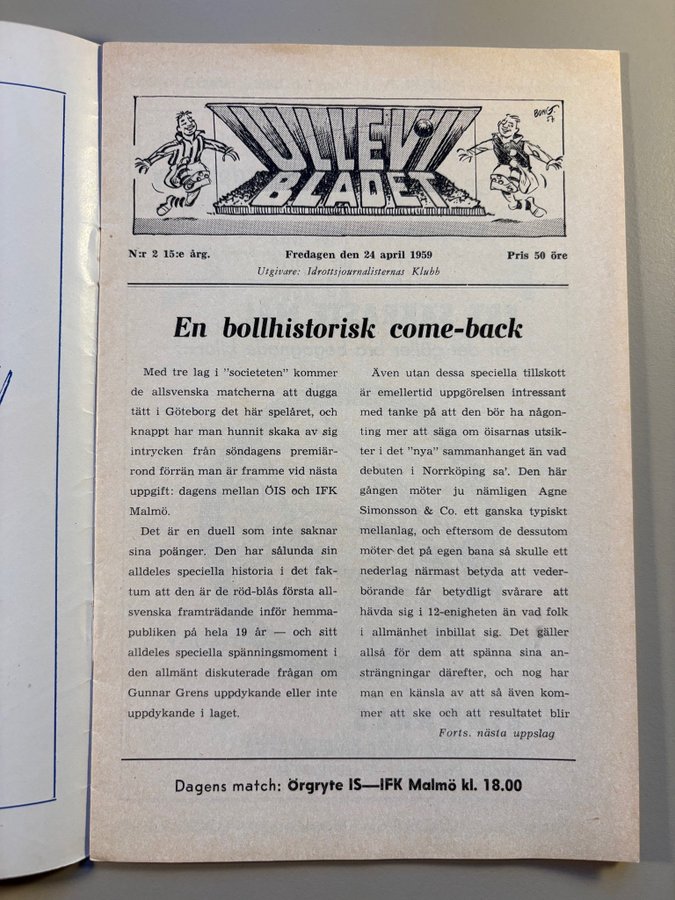 ULLEVI
BLADET
BONIF.
57
N:r 2 15:e årg.
Fredagen den 24 april 1959
Pris 50 öre
Utgivare: Idrottsjournalisternas Klubb
En bollhistorisk come-back
Med tre lag i "societeten" kommer
de allsvenska matcherna att dugga
tätt i Göteborg det här spelåret, och
knappt har man hunnit skaka av sig
intrycken från söndagens premiär-
rond förrän man är framme vid nästa
uppgift: dagens mellan ÖIS och IFK
Malmö.
Det är en duell som inte saknar
sina poänger. Den har sålunda sin
alldeles speciella historia i det fak-
tum att den är de röd-blås första all-
svenska framträdande inför hemma-
publiken på hela 19 år — och sitt
alldeles speciella spänningsmoment i
den allmänt diskuterade frågan om
Gunnar Grens uppdykande eller inte
uppdykande i laget.
Även utan dessa speciella tillskott
är emellertid uppgörelsen intressant
med tanke på att den bör ha någon-
ting mer att säga om öisarnas utsik-
ter i det "nya" sammanhanget än vad
debuten i Norrköping sa'. Den här
gången möter ju nämligen Agne
Simonsson & Co. ett ganska typiskt
mellanlag, och eftersom de dessutom
möter det på egen bana så skulle ett
nederlag närmast betyda att veder-
börande får betydligt svårare att
hävda sig i 12-enigheten än vad folk
i allmänhet inbillat sig. Det gäller
allså för dem att spänna sina an-
strängningar därefter, och nog har
man en känsla av att så även kom-
mer att ske och att resultatet blir
Forts. nästa uppslag
Dagens match: Örgryte IS—IFK Malmö kl. 18.00